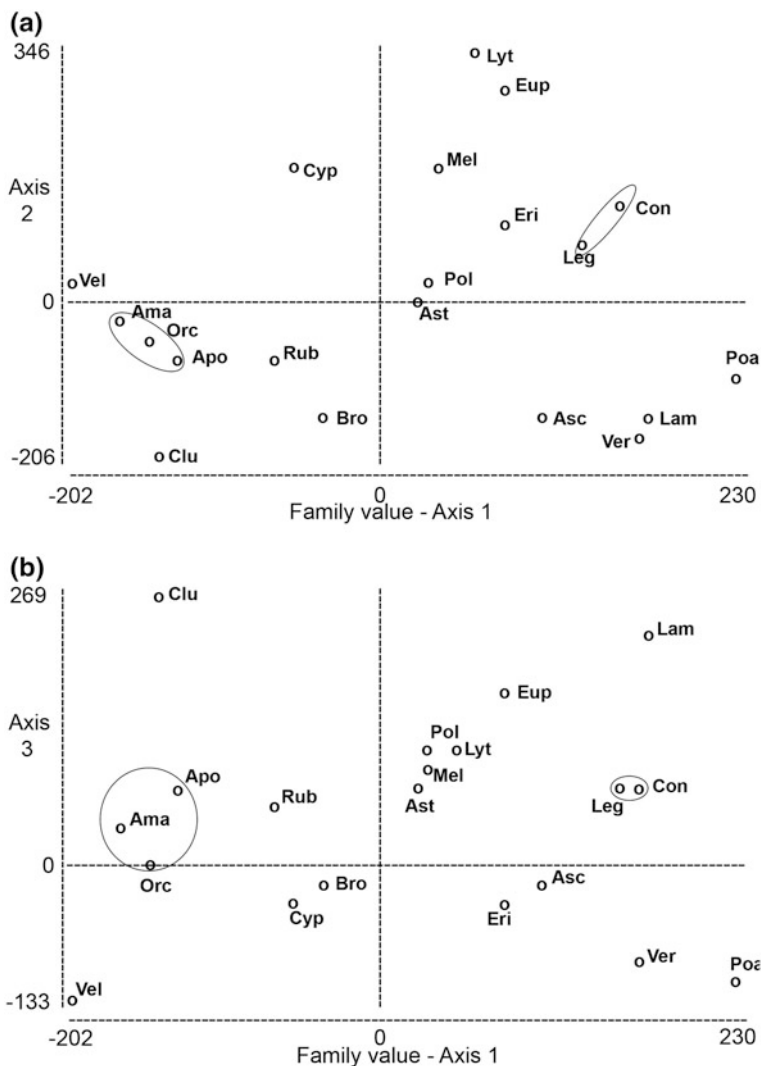 (a)
346
Lyt
Eup
Cyp
Mel
Axis
2
Eri
Con
Leg
Vel
Pol
0
Ama
Ast
Orc
Apo
Rub
Poa
Bro
Asc
Lam
Ver
-206
Clu
-202
0
230
Family value - Axis 1
(b)
269
Clu
Lam
Eup
Axis
3
Pol
Lyt
Apo
Mel
Rub
Ast
Leg
Con
Ama
0
Orc
Bro
Asc
Cyp
Eri
Ver
Poa
Vel
-133
-202
0
230
Family value - Axis 1